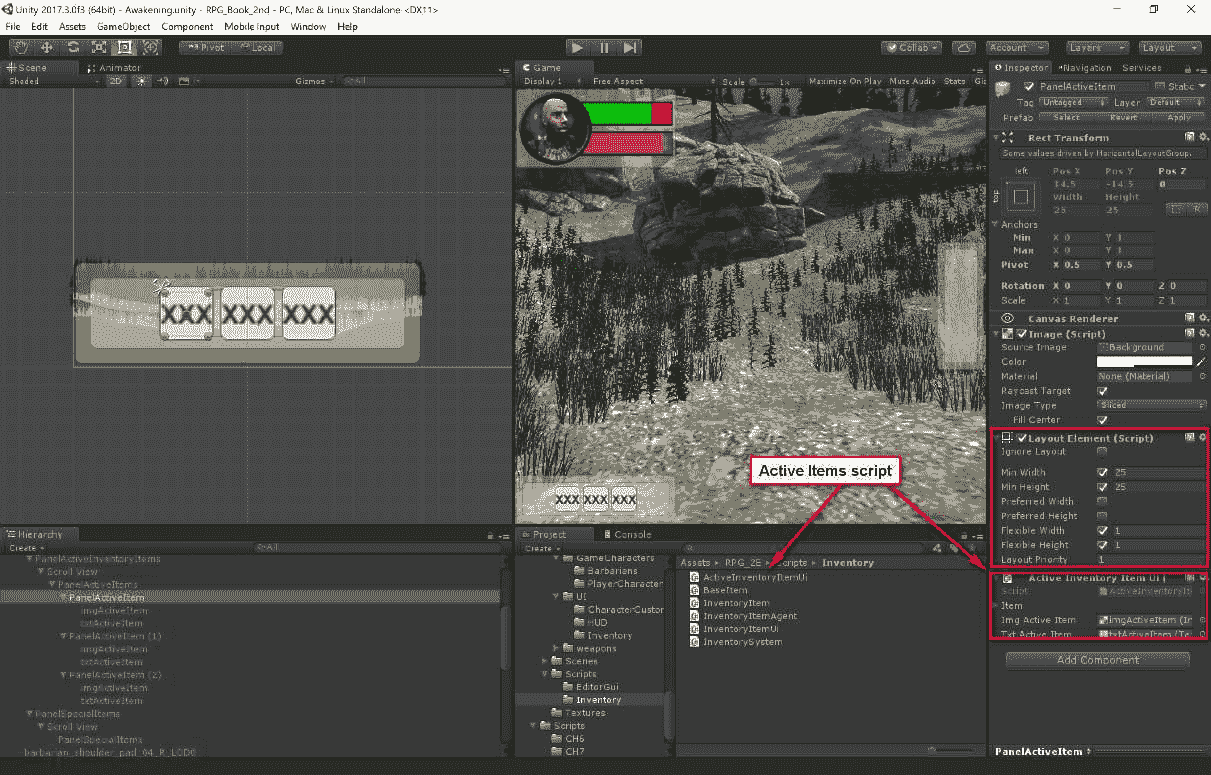 Unity 2017.3.0f3 (64bit) - Awakening.unity - RPG_Book_2nd - PC, Mac & Linux Standalone <DX11>
File Edit Assets GameObject Component Mobile Input Window Help
Pivot Local
Collab Account Layers Layout
Scene Animator
Shaded 2D Gizmos All
XXX XXX XXX
Game
Display 1 Free Aspect Scale 1x Maximize On Play Mute Audio Stats Gi
XXX XXX XXX
Active Items script
Inspector Navigation Services
PanelActiveItem Static
Tag Untagged Layer Default
Prefab Select Revert Apply
Rect Transform
Some values driven by HorizontalLayoutGroup.
left Pos X Pos Y Pos Z
top 14.5 -14.5 0
Width Height
25 25 R
Anchors
Min X 0 Y 1
Max X 0 Y 1
Pivot X 0.5 Y 0.5
Rotation X 0 Y 0 Z 0
Scale X 1 Y 1 Z 1
Canvas Renderer
Image (Script)
Source Image Background
Color
Material None (Material)
Raycast Target
Image Type Sliced
Fill Center
Layout Element (Script)
Ignore Layout
Min Width 25
Min Height 25
Preferred Width
Preferred Height
Flexible Width 1
Flexible Height 1
Layout Priority 1
Active Inventory Item Ui (
Script ActiveInventoryIt
Item
Img Active Item imgActiveItem (Im
Txt Active Item txtActiveItem (Te
Add Component
PanelActiveItem
Hierarchy
Create All
PanelActiveInventoryItems
Scroll View
PanelActiveItems
PanelActiveItem
imgActiveItem
txtActiveItem
PanelActiveItem (1)
imgActiveItem
txtActiveItem
PanelActiveItem (2)
imgActiveItem
txtActiveItem
PanelSpecialItems
Scroll View
PanelSpecialItems
barbarian_shoulder_pad_04_R_LOD0
Project Console
Create
GameCharacters
Barbarians
PlayerCharacter
UI
CharacterCustor
HUD
Inventory
weapons
Scenes
Scripts
EditorGui
Inventory
Textures
Scripts
CH6
CH7
Assets RPG_2E Scripts Inventory
ActiveInventoryItemUi
BaseItem
InventoryItem
InventoryItemAgent
InventoryItemUi
InventorySystem